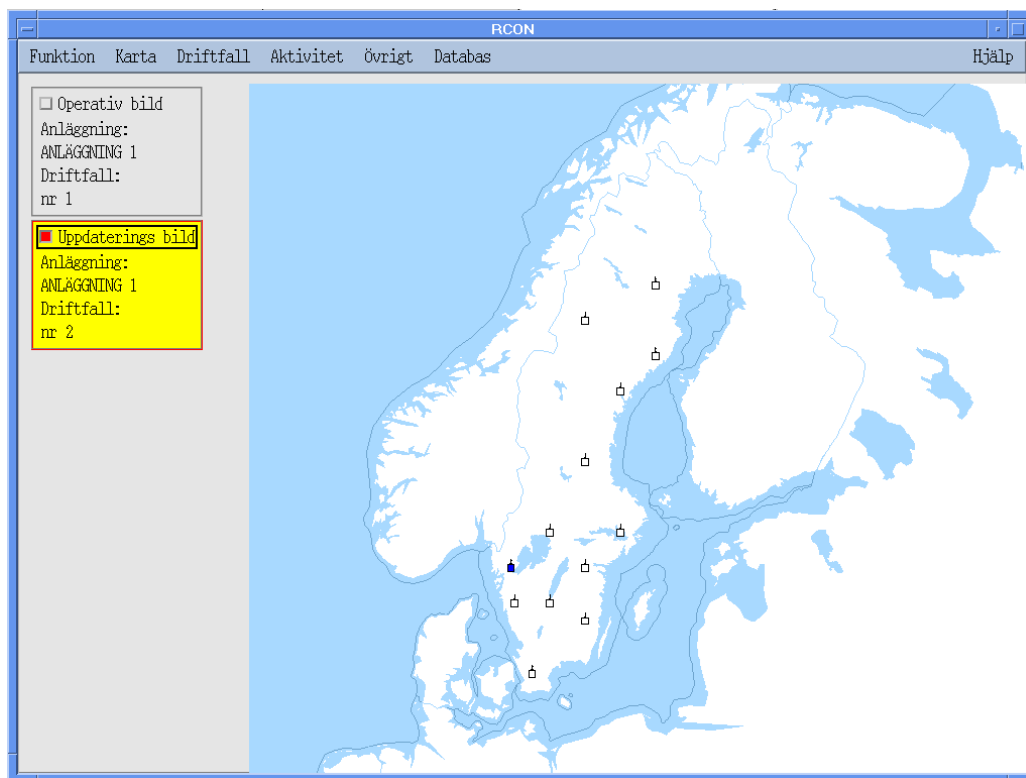 RCON
Funktion Karta Driftfall Aktivitet Övrigt Databas Hjälp
Operativ bild
Anläggning:
ANLÄGGNING 1
Driftfall:
nr 1
Uppdaterings bild
Anläggning:
ANLÄGGNING 1
Driftfall:
nr 2